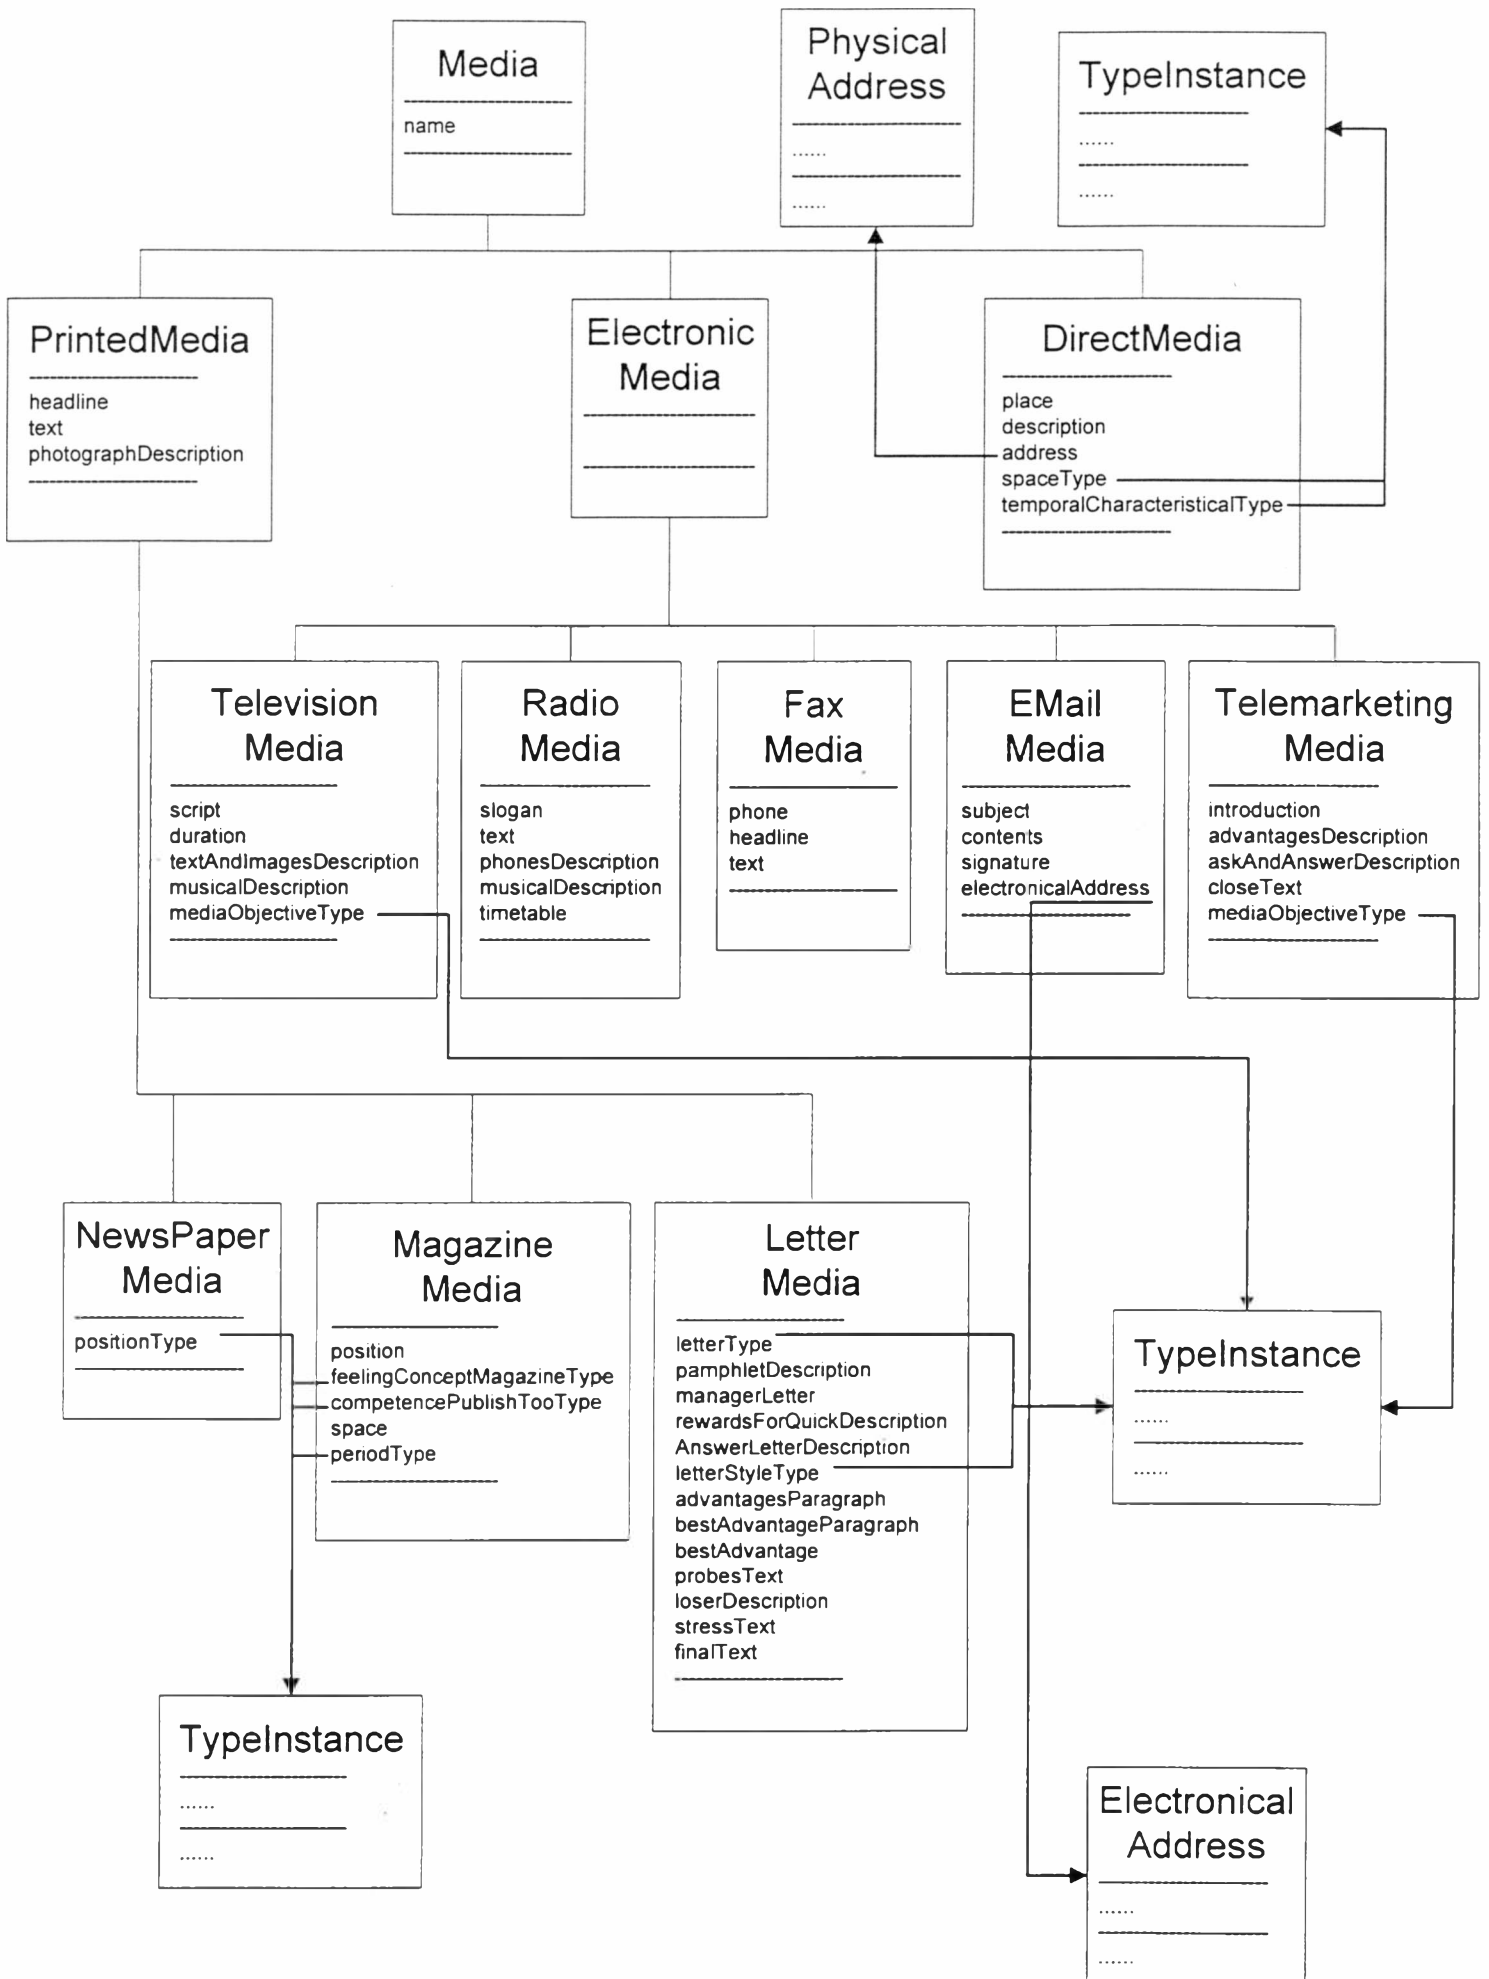 Media
name
Physical
Address
......
......
TypeInstance
......
......
PrintedMedia
headline
text
photographDescription
Electronic
Media
DirectMedia
place
description
address
spaceType
temporalCharacteristicalType
Television
Media
script
duration
textAndImagesDescription
musicalDescription
mediaObjectiveType
Radio
Media
slogan
text
phonesDescription
musicalDescription
timetable
Fax
Media
phone
headline
text
EMail
Media
subject
contents
signature
electronicalAddress
Telemarketing
Media
introduction
advantagesDescription
askAndAnswerDescription
closeText
mediaObjectiveType
NewsPaper
Media
positionType
Magazine
Media
position
feelingConceptMagazineType
competencePublishTooType
space
periodType
Letter
Media
letterType
pamphletDescription
managerLetter
rewardsForQuickDescription
AnswerLetterDescription
letterStyleType
advantagesParagraph
bestAdvantageParagraph
bestAdvantage
probesText
loserDescription
stressText
finalText
TypeInstance
......
......
TypeInstance
......
......
Electronical
Address
......
......